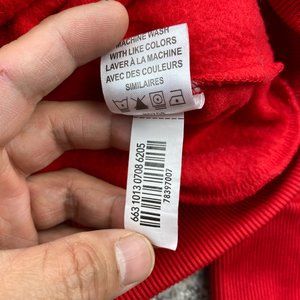 MACHINE WASH
WITH LIKE COLORS
LAVER À LA MACHINE
AVEC DES COULEURS
SIMILAIRES
663 1013 0708 6205
78397007